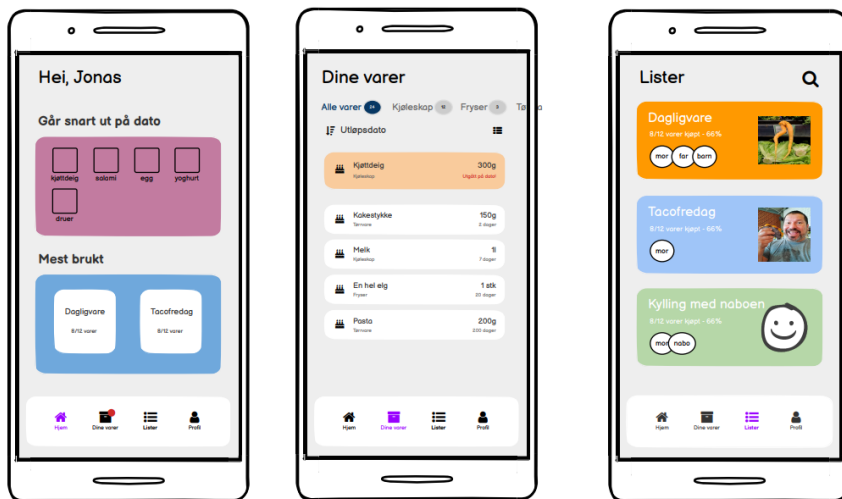 Hei, Jonas
Går snart ut på dato
kjøttdeig salami egg yoghurt
druer
Mest brukt
Dagligvare Tacofredag
8/12 varer 8/12 varer
Hjem Dine varer Lister Profil
Dine varer
Alle varer 24 Kjøleskap 10 Fryser 3
Utløpsdato
Kjøttdeig 300g
Kjøleskap Utgått på dato!
Kakestykke 150g
Tørrvare 2 dager
Melk 1l
Kjøleskap 7 dager
En hel elg 1 stk
Fryser 23 dager
Pasta 200g
Tørrvare 200 dager
Hjem Dine varer Lister Profil
Lister
Dagligvare
8/12 varer kjøpt - 66%
mor far barn
Tacofredag
8/12 varer kjøpt - 66%
mor
Kylling med naboen
8/12 varer kjøpt - 66%
mor nabo
Hjem Dine varer Lister Profil